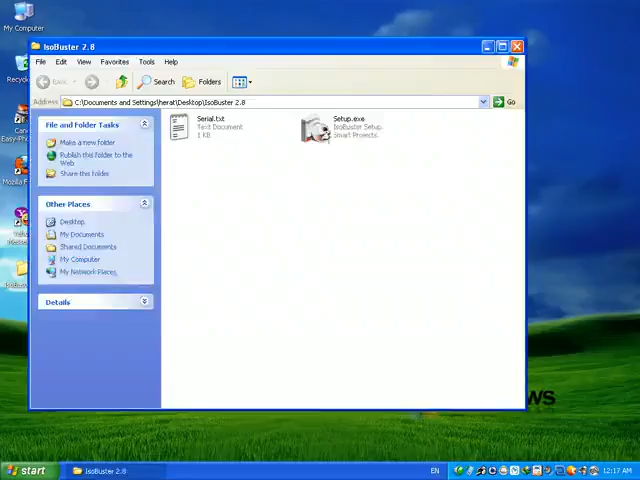 My Computer
IsoBuster 2.8
File Edit View Favorites Tools Help
Back Search Folders
Address C:\Documents and Settings\herat\Desktop\IsoBuster 2.8 Go
File and Folder Tasks
Make a new folder
Publish this folder to the
Web
Share this folder
Other Places
Desktop
My Documents
Shared Documents
My Computer
My Network Places
Details
Serial.txt
Text Document
1 KB
Setup.exe
IsoBuster Setup.
Smart Projects.
start IsoBuster 2.8 EN 12:17 AM